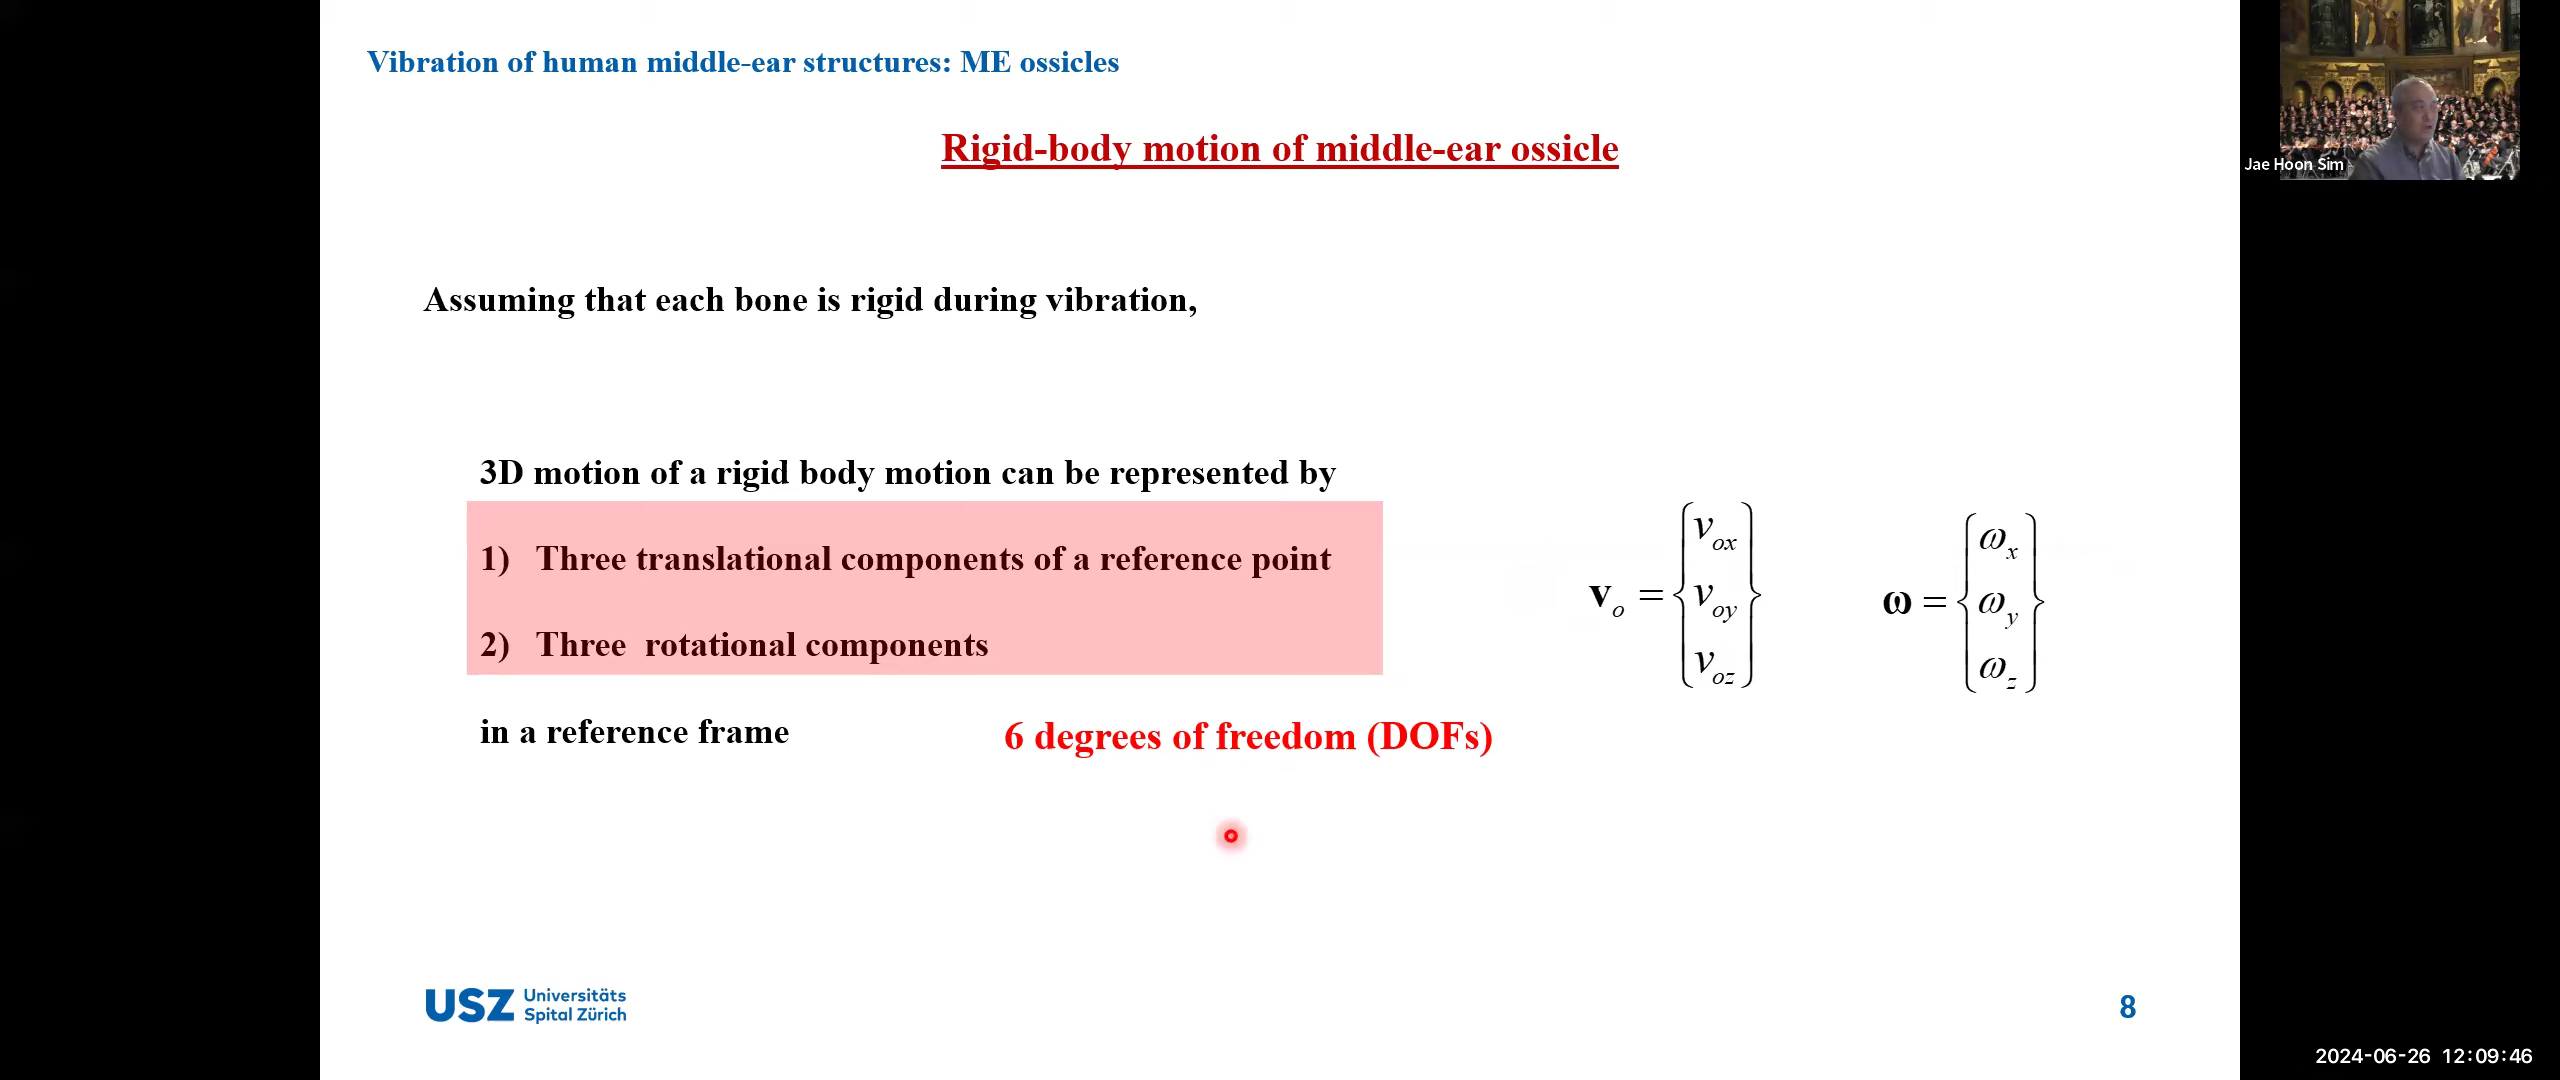 Vibration of human middle-ear structures: ME ossicles
Jae Hoon Sim
Rigid-body motion of middle-ear ossicle
Assuming that each bone is rigid during vibration,
3D motion of a rigid body motion can be represented by
1) Three translational components of a reference point
2) Three rotational components
in a reference frame
6 degrees of freedom (DOFs)
v_o = { v_ox v_oy v_oz }
ω = { ω_x ω_y ω_z }
USZ Universitäts
Spital Zürich
8
2024-06-26 12:09:46